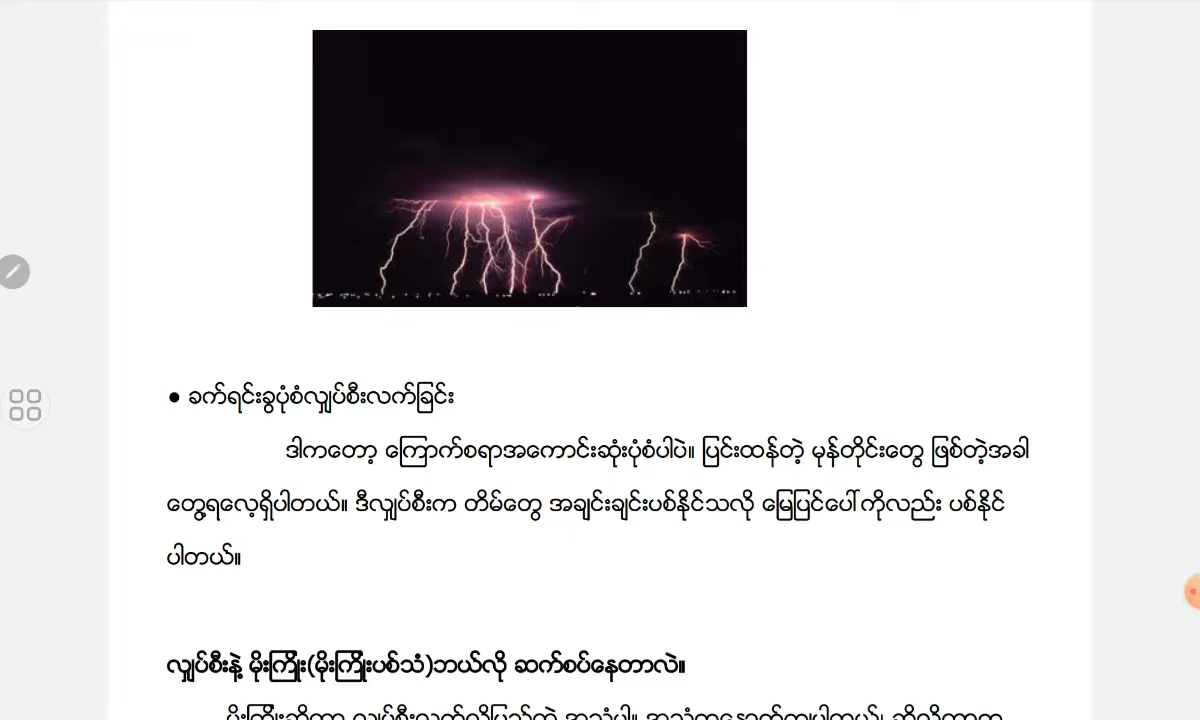 ● ခက်ရင်းခွပုံစံလျှပ်စီးလက်ခြင်း
ဒါကတော့ ကြောက်စရာအကောင်းဆုံးပုံစံပါပဲ။ ပြင်းထန်တဲ့ မုန်တိုင်းတွေ ဖြစ်တဲ့အခါ
တွေ့ရလေ့ရှိပါတယ်။ ဒီလျှပ်စီးက တိမ်တွေ အချင်းချင်းပစ်နိုင်သလို မြေပြင်ပေါ်ကိုလည်း ပစ်နိုင်
ပါတယ်။
လျှပ်စီးနဲ့ မိုးကြိုး(မိုးကြိုးပစ်သံ)ဘယ်လို ဆက်စပ်နေတာလဲ။